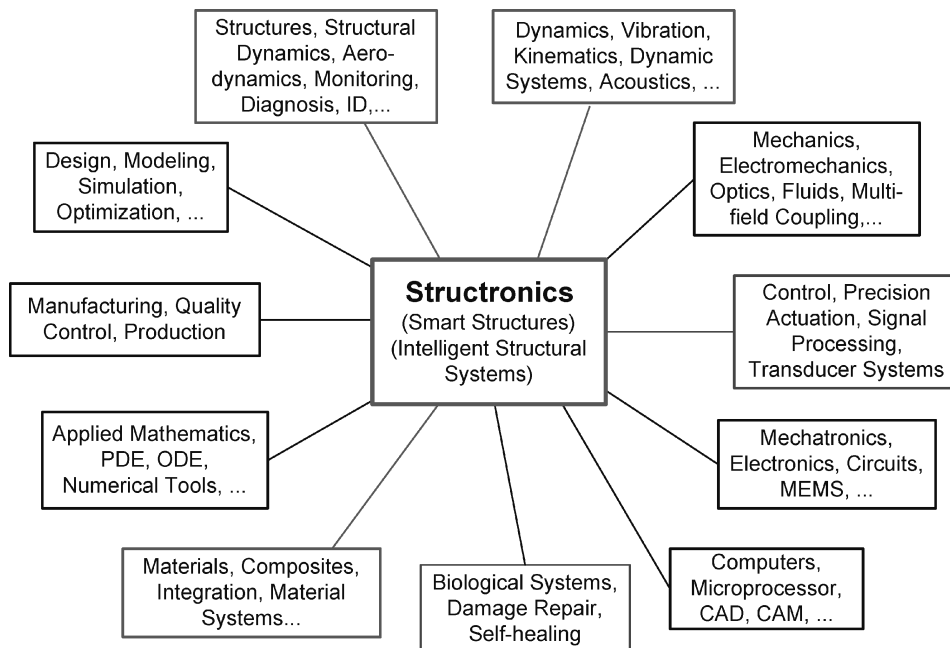 Structures, Structural
Dynamics, Aero-
dynamics, Monitoring,
Diagnosis, ID,...
Dynamics, Vibration,
Kinematics, Dynamic
Systems, Acoustics, ...
Design, Modeling,
Simulation,
Optimization, ...
Mechanics,
Electromechanics,
Optics, Fluids, Multi-
field Coupling,...
Structronics
(Smart Structures)
(Intelligent Structural
Systems)
Manufacturing, Quality
Control, Production
Control, Precision
Actuation, Signal
Processing,
Transducer Systems
Applied Mathematics,
PDE, ODE,
Numerical Tools, ...
Mechatronics,
Electronics, Circuits,
MEMS, ...
Materials, Composites,
Integration, Material
Systems...
Biological Systems,
Damage Repair,
Self-healing
Computers,
Microprocessor,
CAD, CAM, ...